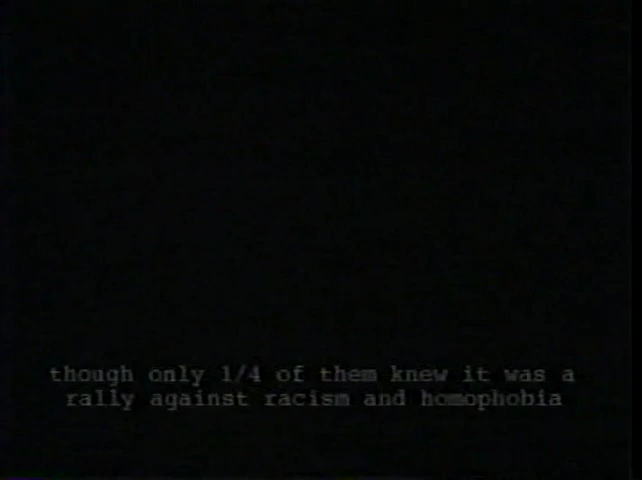 though only 1/4 of them knew it was a
rally against racism and homophobia